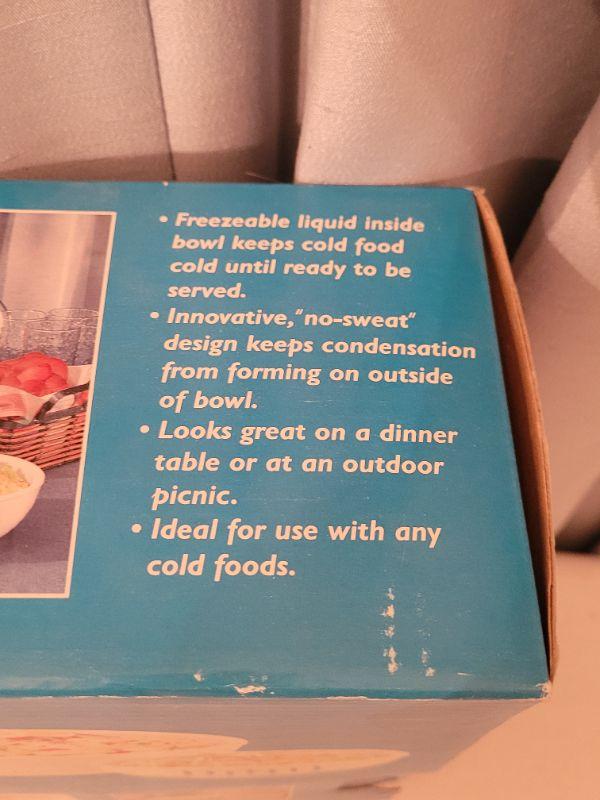 • Freezeable liquid inside
bowl keeps cold food
cold until ready to be
served.
• Innovative, "no-sweat"
design keeps condensation
from forming on outside
of bowl.
• Looks great on a dinner
table or at an outdoor
picnic.
• Ideal for use with any
cold foods.